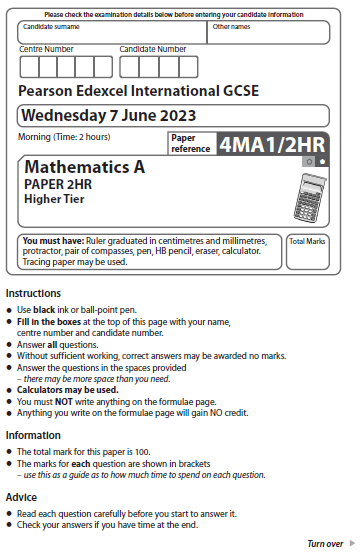 Please check the examination details below before entering your candidate information
Candidate surname
Other names
Centre Number
Candidate Number
Pearson Edexcel International GCSE
Wednesday 7 June 2023
Morning (Time: 2 hours)
Paper
reference
4MA1/2HR
Mathematics A
PAPER 2HR
Higher Tier
You must have: Ruler graduated in centimetres and millimetres,
protractor, pair of compasses, pen, HB pencil, eraser, calculator.
Tracing paper may be used.
Total Marks
Instructions
● Use black ink or ball-point pen.
● Fill in the boxes at the top of this page with your name,
centre number and candidate number.
● Answer all questions.
● Without sufficient working, correct answers may be awarded no marks.
● Answer the questions in the spaces provided
– there may be more space than you need.
● Calculators may be used.
● You must NOT write anything on the formulae page.
● Anything you write on the formulae page will gain NO credit.
Information
● The total mark for this paper is 100.
● The marks for each question are shown in brackets
– use this as a guide as to how much time to spend on each question.
Advice
● Read each question carefully before you start to answer it.
● Check your answers if you have time at the end.
Turn over